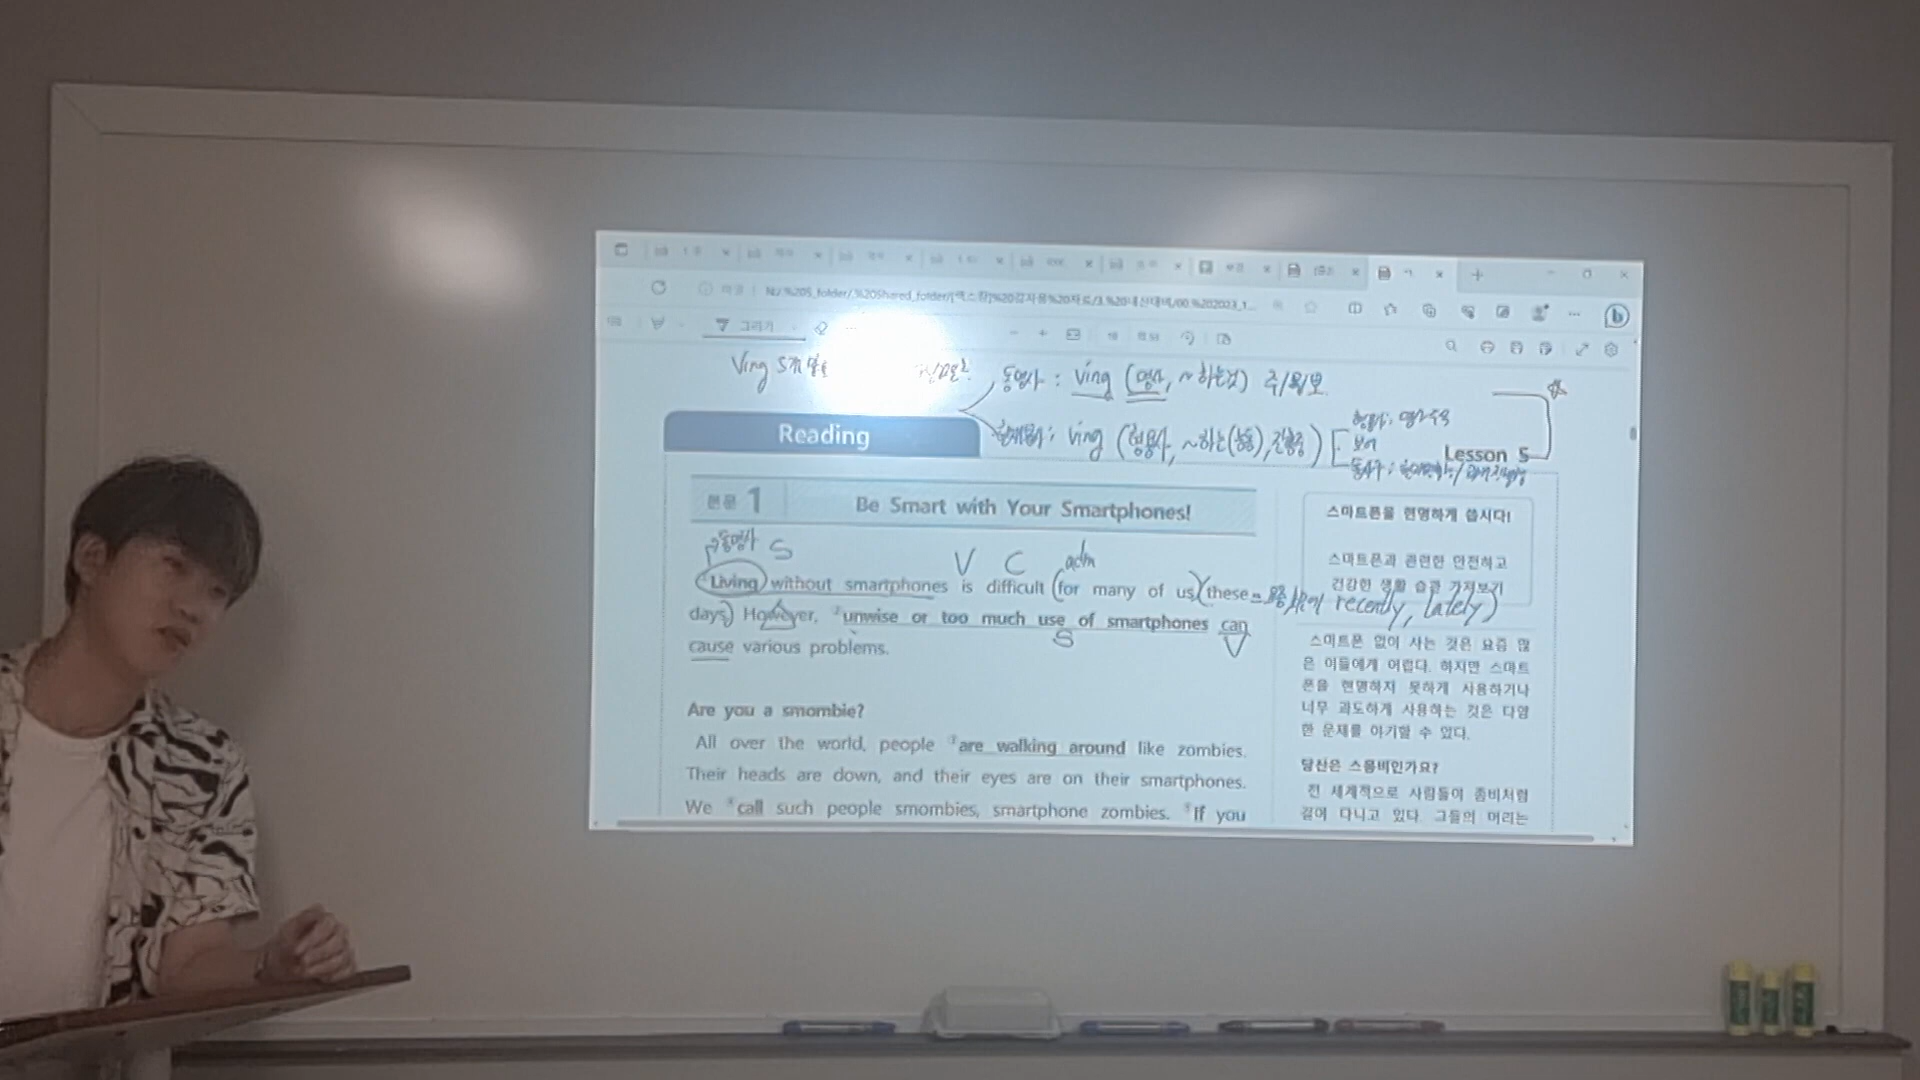 그리기
Ving 5개
동명사 : Ving (명사, ~하는것) 주/목/보
Ving (형용사, ~하는(능동), 진행중)
보어
Reading
Lesson 5
본문 1 Be Smart with Your Smartphones!
동명사 S V C
Living without smartphones is difficult (for many of us) (these
recently, lately)
days) However, unwise or too much use of smartphones can
S V
cause various problems.
Are you a smombie?
All over the world, people are walking around like zombies.
Their heads are down, and their eyes are on their smartphones.
We call such people smombies, smartphone zombies. If you
스마트폰을 현명하게 씁시다!
스마트폰과 관련한 안전하고
건강한 생활 습관 가져보기
스마트폰 없이 사는 것은 요즘 많
은 이들에게 어렵다. 하지만 스마트
폰을 현명하지 못하게 사용하거나
너무 과도하게 사용하는 것은 다양
한 문제를 야기할 수 있다.
당신은 스몸비인가요?
전 세계적으로 사람들이 좀비처럼
걸어 다니고 있다. 그들의 머리는